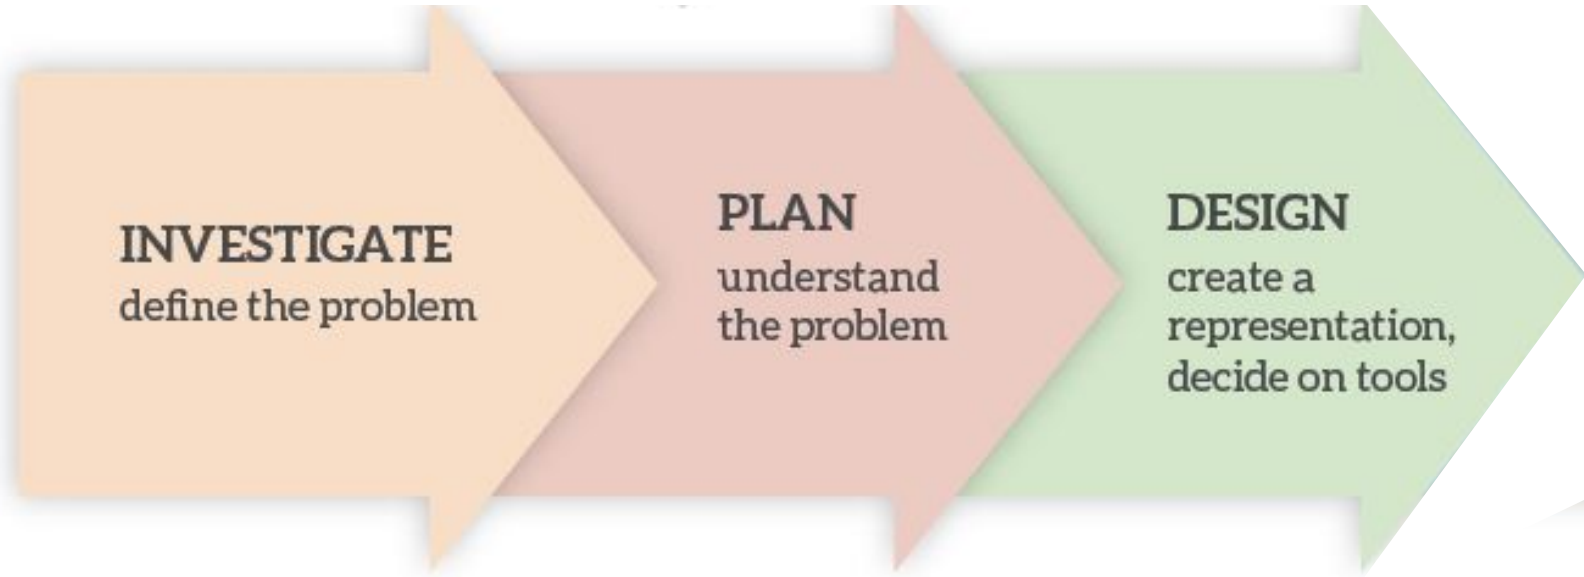 INVESTIGATE
define the problem
PLAN
understand
the problem
DESIGN
create a
representation,
decide on tools